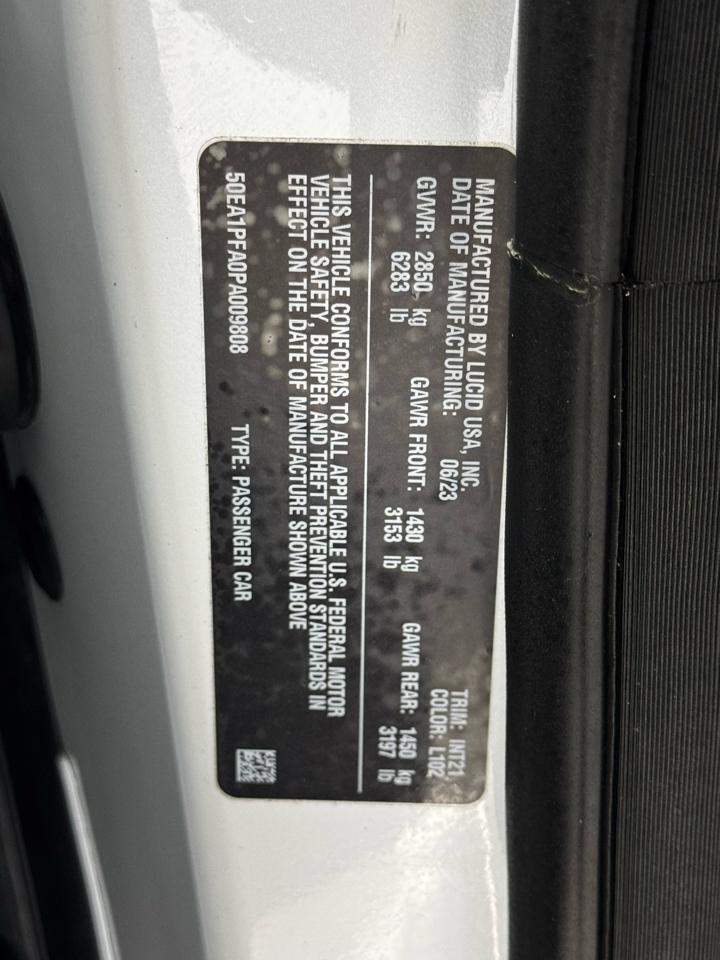 MANUFACTURED BY LUCID USA, INC.
DATE OF MANUFACTURING: 06/23
TRIM: INT21
COLOR: L102
GVWR: 2850 kg GAWR FRONT: 1430 kg GAWR REAR: 1450 kg
6283 lb 3153 lb 3197 lb
THIS VEHICLE CONFORMS TO ALL APPLICABLE U.S. FEDERAL MOTOR
VEHICLE SAFETY, BUMPER AND THEFT PREVENTION STANDARDS IN
EFFECT ON THE DATE OF MANUFACTURE SHOWN ABOVE
50EA1PFA0PA009808 TYPE: PASSENGER CAR